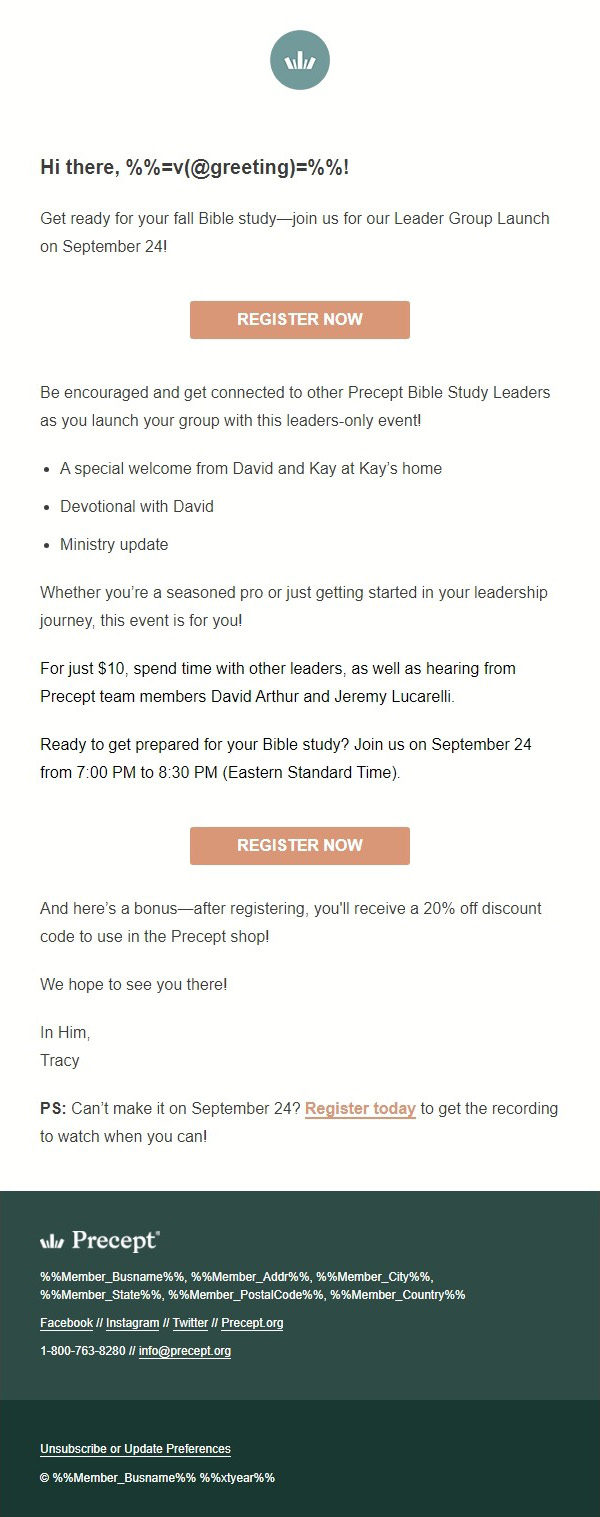 Hi there, %%=v(@greeting)=%%!
Get ready for your fall Bible study—join us for our Leader Group Launch
on September 24!
REGISTER NOW
Be encouraged and get connected to other Precept Bible Study Leaders
as you launch your group with this leaders-only event!
• A special welcome from David and Kay at Kay’s home
• Devotional with David
• Ministry update
Whether you’re a seasoned pro or just getting started in your leadership
journey, this event is for you!
For just $10, spend time with other leaders, as well as hearing from
Precept team members David Arthur and Jeremy Lucarelli.
Ready to get prepared for your Bible study? Join us on September 24
from 7:00 PM to 8:30 PM (Eastern Standard Time).
REGISTER NOW
And here’s a bonus—after registering, you'll receive a 20% off discount
code to use in the Precept shop!
We hope to see you there!
In Him,
Tracy
PS: Can’t make it on September 24? Register today to get the recording
to watch when you can!
Precept®
%%Member_Busname%%, %%Member_Addr%%, %%Member_City%%,
%%Member_State%%, %%Member_PostalCode%%, %%Member_Country%%
Facebook // Instagram // Twitter // Precept.org
1-800-763-8280 // info@precept.org
Unsubscribe or Update Preferences
© %%Member_Busname%% %%xtyear%%